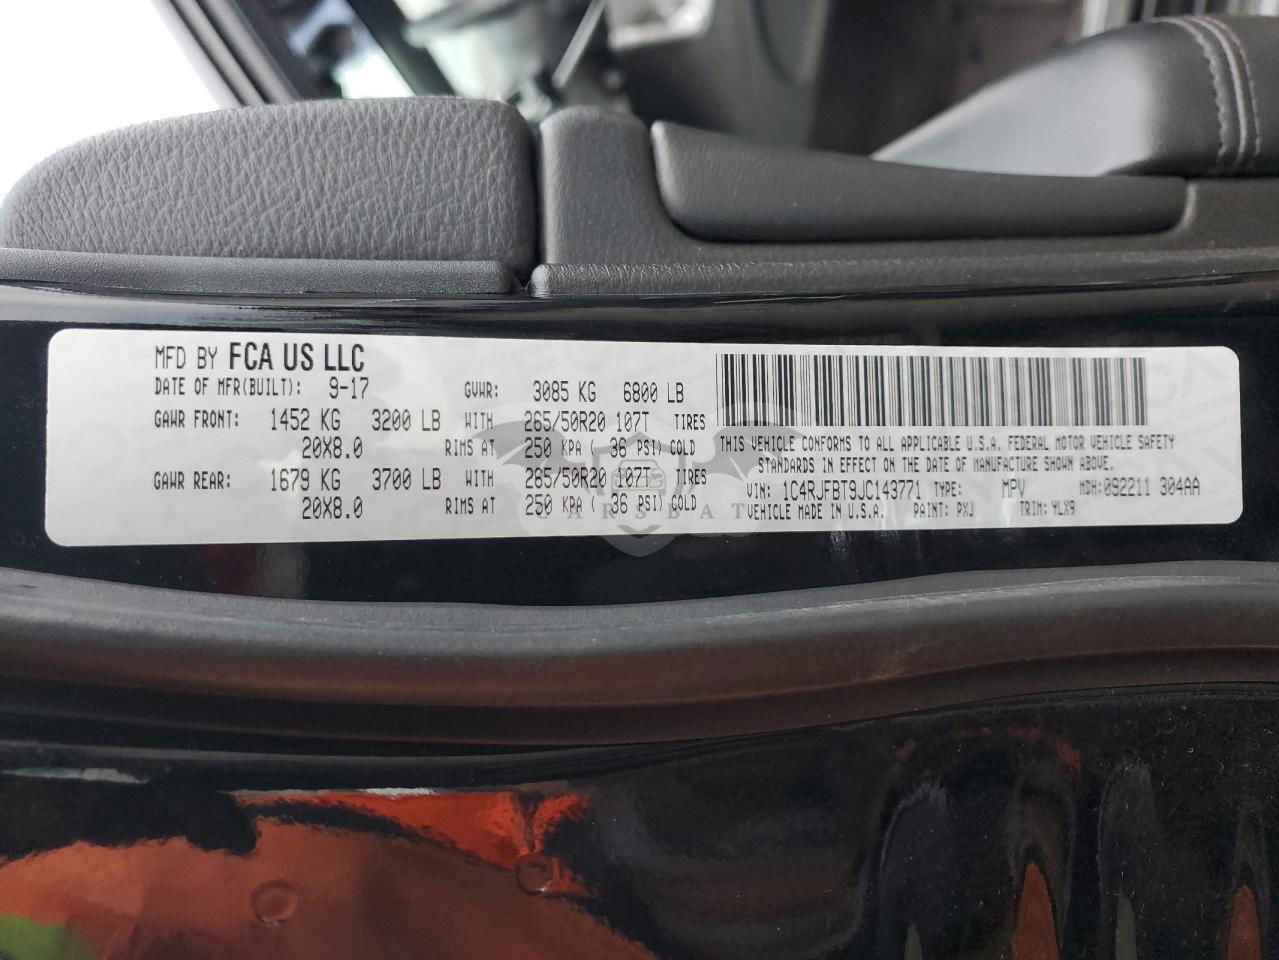 MFD BY FCA US LLC
DATE OF MFR(BUILT): 9-17 GVWR: 3085 KG 6800 LB
GAWR FRONT: 1452 KG 3200 LB WITH 265/50R20 107T TIRES
20X8.0 RIMS AT 250 KPA ( 36 PSI) COLD
GAWR REAR: 1679 KG 3700 LB WITH 265/50R20 107T TIRES
20X8.0 RIMS AT 250 KPA ( 36 PSI) COLD
THIS VEHICLE CONFORMS TO ALL APPLICABLE U.S.A. FEDERAL MOTOR VEHICLE SAFETY
STANDARDS IN EFFECT ON THE DATE OF MANUFACTURE SHOWN ABOVE.
VIN: 1C4RJFBT9JC143771 TYPE: MPV MDH:092211 304AA
VEHICLE MADE IN U.S.A. PAINT: PXJ TRIM: YLX9
CARSBAT